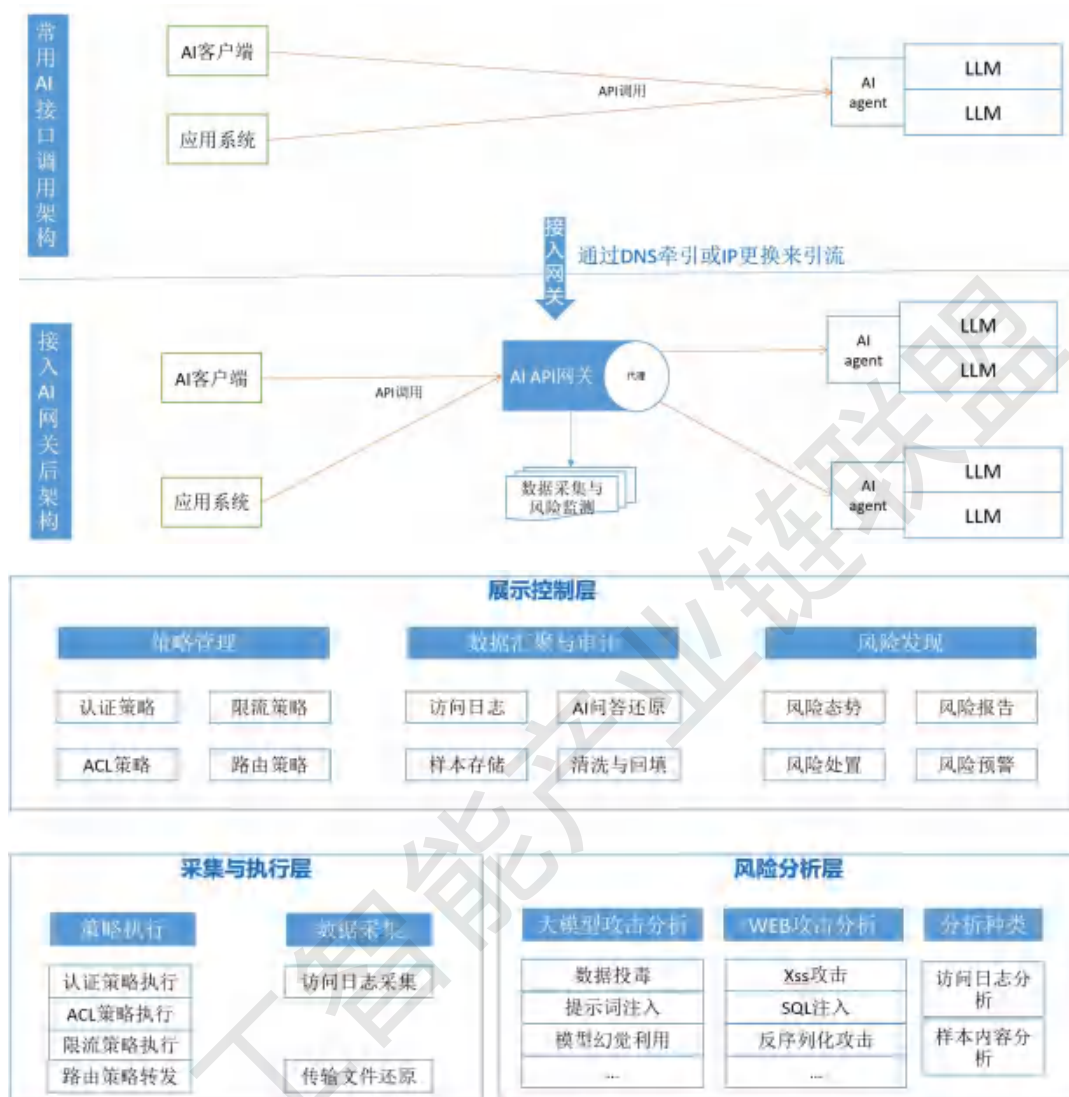 常用AI接口调用架构
AI客户端
应用系统
API调用
AI
agent
LLM
LLM
接入网关
通过DNS牵引或IP更换来引流
接入AI网关后架构
AI客户端
应用系统
API调用
AI API网关
代理
数据采集与
风险监测
AI
agent
LLM
LLM
AI
agent
LLM
LLM
展示控制层
策略管理
认证策略
限流策略
ACL策略
路由策略
数据汇聚与审计
访问日志
AI问答还原
样本存储
清洗与回填
风险发现
风险态势
风险报告
风险处置
风险预警
采集与执行层
策略执行
认证策略执行
ACL策略执行
限流策略执行
路由策略转发
数据采集
访问日志采集
传输文件还原
风险分析层
大模型攻击分析
数据投毒
提示词注入
模型幻觉利用
...
WEB攻击分析
Xss攻击
SQL注入
反序列化攻击
...
分析种类
访问日志分
析
样本内容分
析
工智能产业链联盟